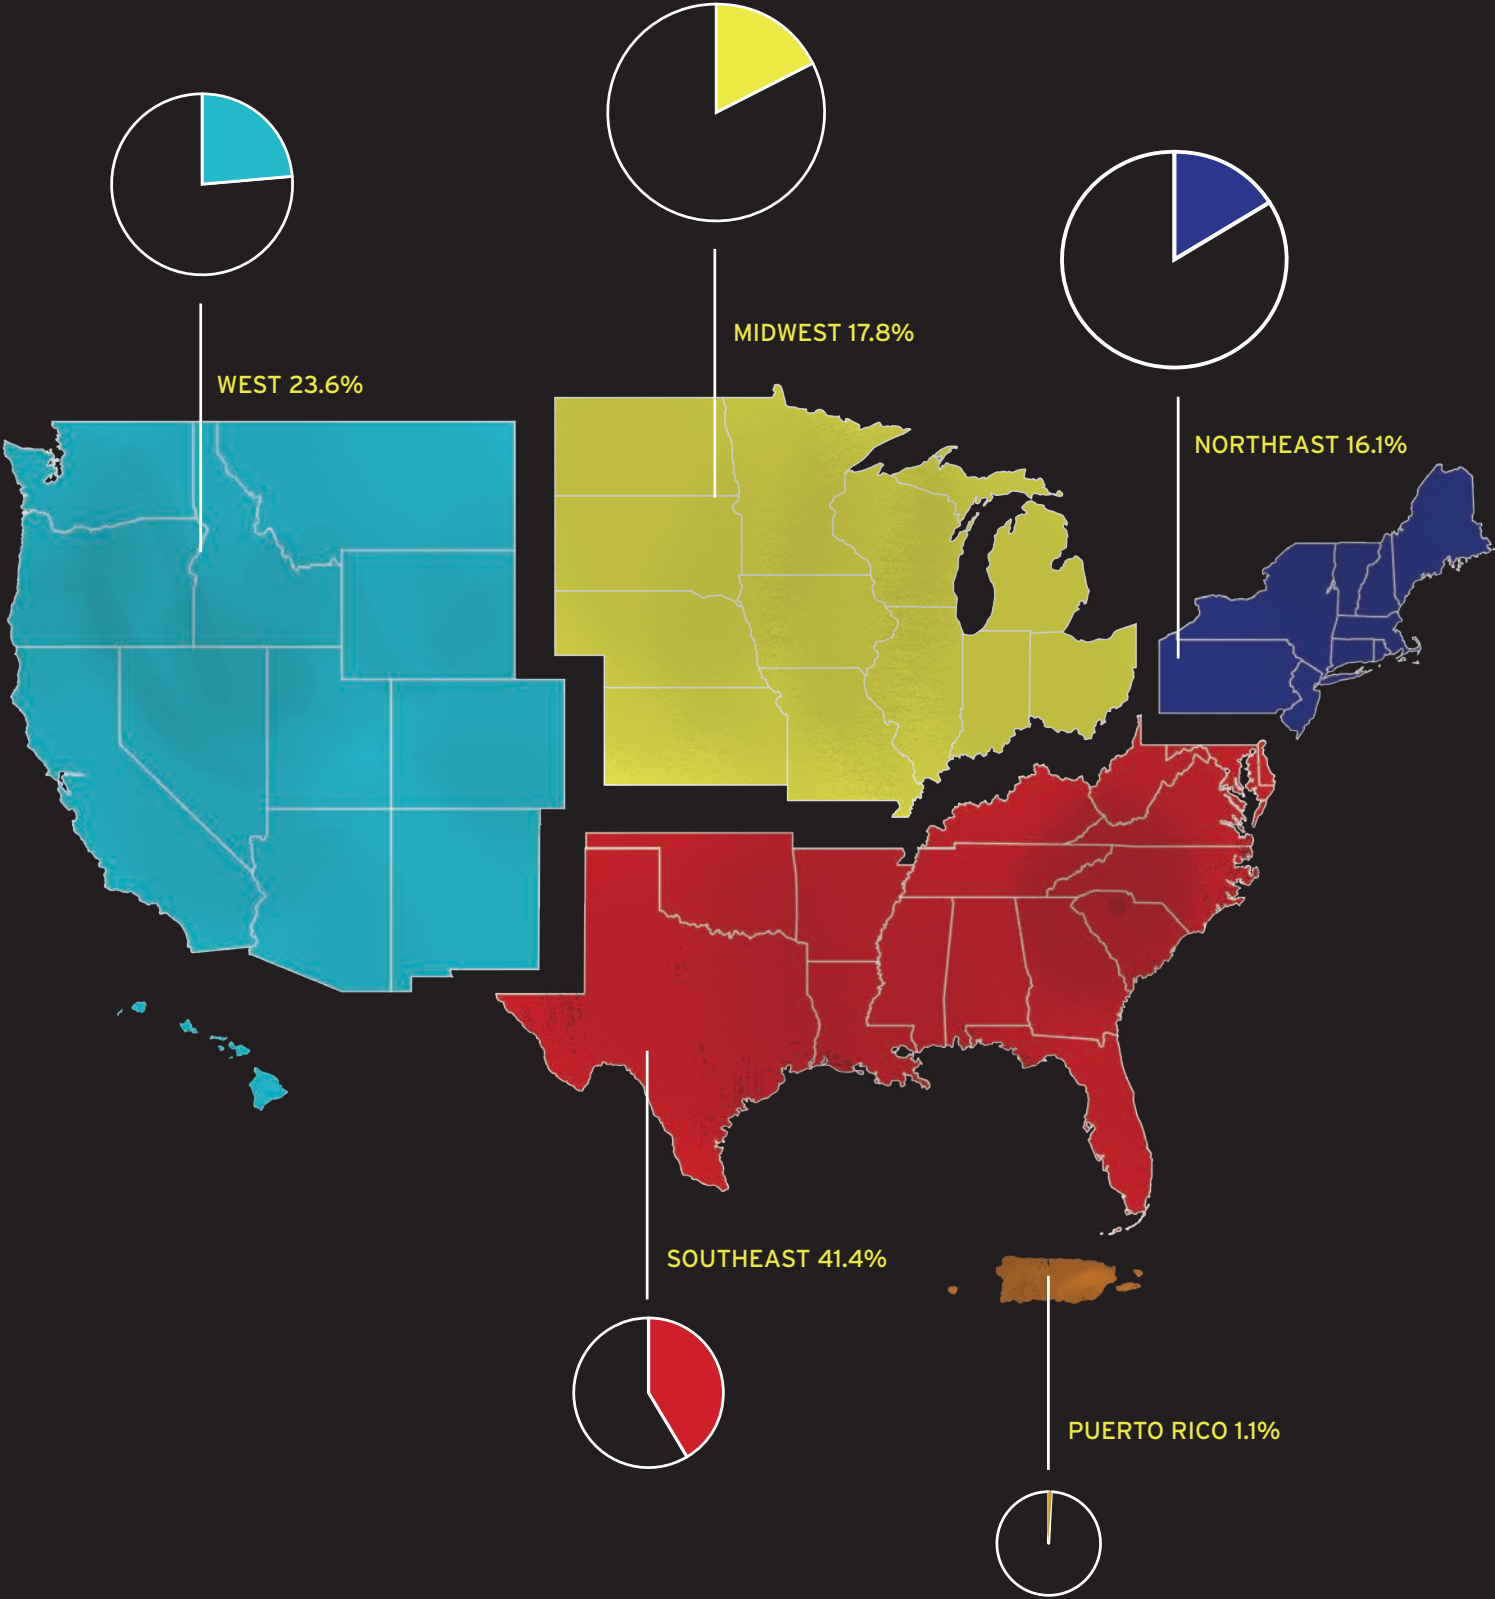 MIDWEST 17.8%
WEST 23.6%
NORTHEAST 16.1%
SOUTHEAST 41.4%
PUERTO RICO 1.1%